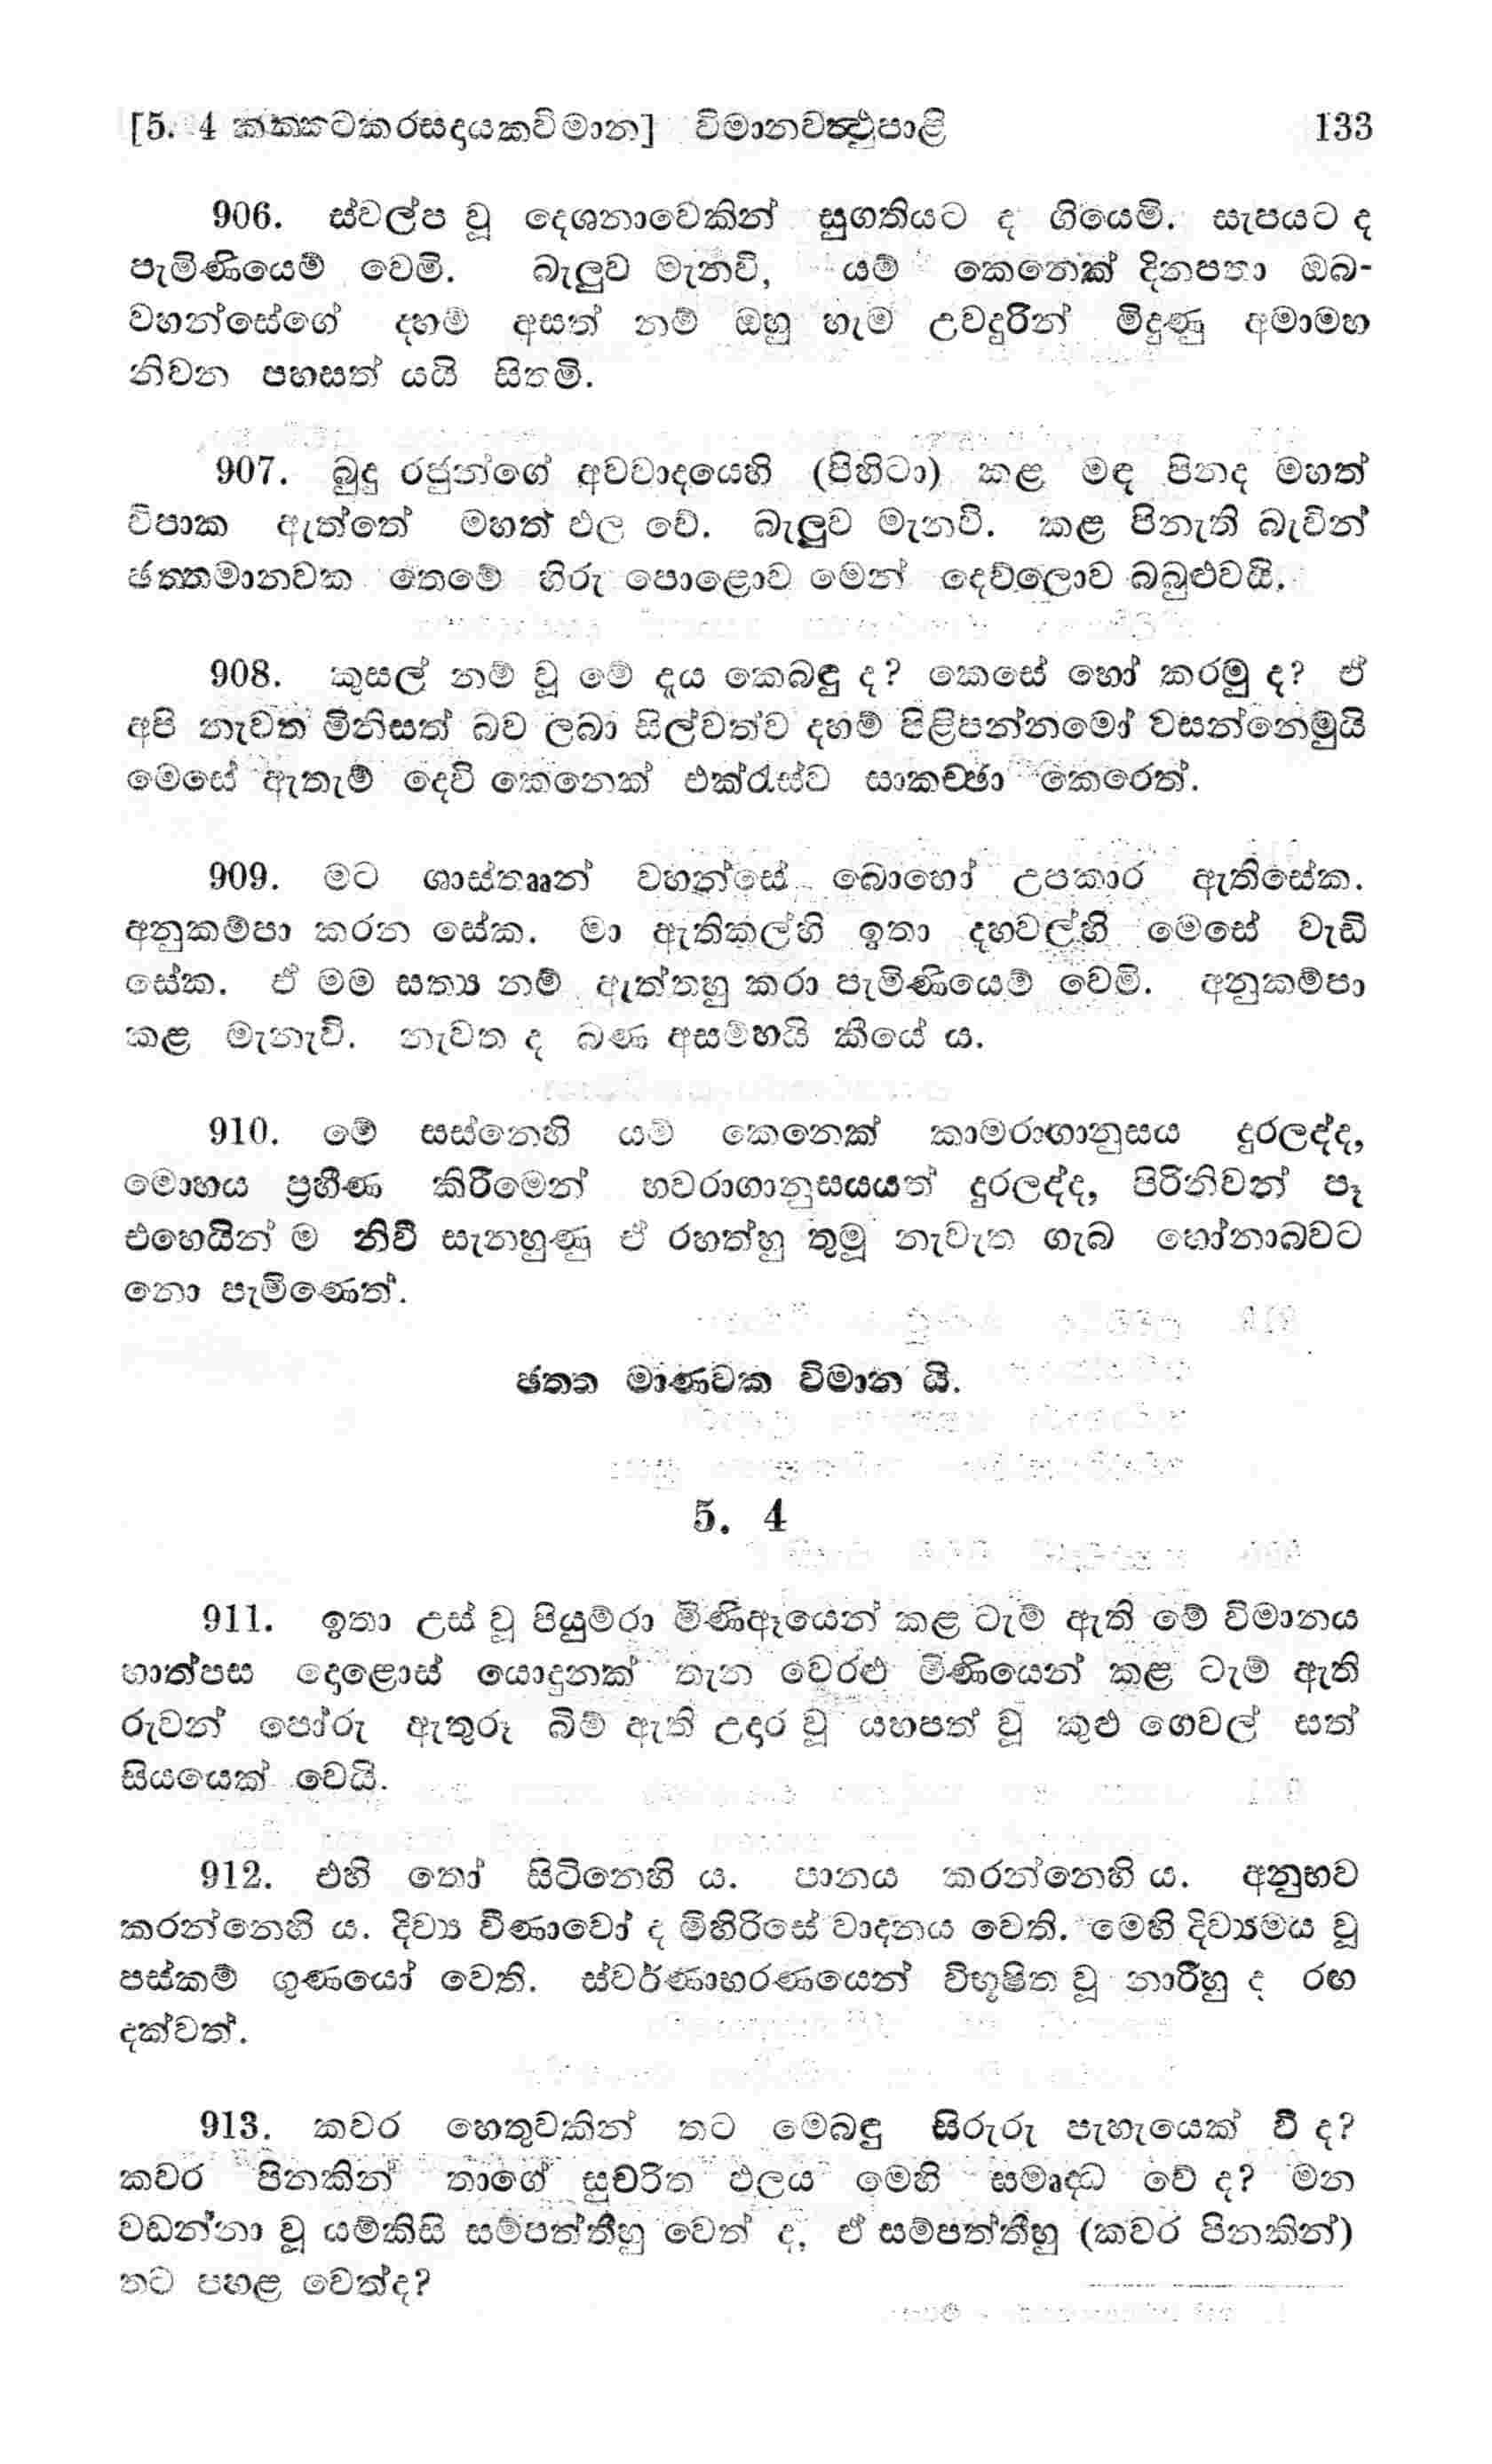 [5. 4 කක්කටකරසදායකවිමාන] විමානවත්ථුපාළි 133
906. ස්වල්ප වූ දෙශනාවෙකින් සුගතියට ද ගියෙමි. සැපයට ද
පැමිණියෙම් වෙමි. බැලුව මැනවි, යම් කෙනෙක් දිනපතා ඔබ-
වහන්සේගේ දහම් අසත් නම් ඔහු හැම උවදුරින් මිදුණු අමාමහ
නිවන පහසත් යයි සිතමි.
907. බුදු රජුන්ගේ අවවාදයෙහි (පිහිටා) කළ මඳ පිනද මහත්
විපාක ඇත්තේ මහත් ඵල වේ. බැලුව මැනවි. කළ පිනැති බැවින්
ඡත්තමානවක තෙමේ හිරු පොළොව මෙන් දෙව්ලොව බබුළුවයි.
908. කුසල් නම් වූ මේ දැය කෙබඳු ද? කෙසේ හෝ කරමු ද? ඒ
අපි නැවත මිනිසත් බව ලබා සිල්වත්ව දහම් පිළිපන්නමෝ වසන්නෙමුයි
මෙසේ ඇතැම් දෙවි කෙනෙක් එක්රැස්ව සාකච්ඡා කෙරෙත්.
909. මට ශාස්තෲන් වහන්සේ බොහෝ උපකාර ඇතිසේක.
අනුකම්පා කරන සේක. මා ඇතිකල්හි ඉතා දහවල්හි මෙසේ වැඩි
සේක. ඒ මම සත්‍ය නම් ඇත්තහු කරා පැමිණියෙම් වෙමි. අනුකම්පා
කළ මැනැවි. නැවත ද බණ අසම්හයි කීයේ ය.
910. මේ සස්නෙහි යම් කෙනෙක් කාමරාගානුසය දුරලද්ද,
මොහය ප්‍රහීණ කිරීමෙන් භවරාගානුසයයත් දුරලද්ද, පිරිනිවන් පෑ
එහෙයින් ම නිවී සැනහුණු ඒ රහත්හු තුමූ නැවැත ගැබ හෝනාබවට
නො පැමිණෙත්.
ඡත්ත මාණවක විමාන යි.
5. 4
911. ඉතා උස් වූ පියුම්රා මිණිඈයෙන් කළ ටැම් ඇති මේ විමානය
හාත්පස දෙළොස් යොදුනක් තැන වෙරළු මිණියෙන් කළ ටැම් ඇති
රුවන් පෝරු ඇතුරූ බිම් ඇති උදාර වූ යහපත් වූ කුළු ගෙවල් සත්
සියයෙක් වෙයි.
912. එහි තෝ සිටිනෙහි ය. පානය කරන්නෙහි ය. අනුභව
කරන්නෙහි ය. දිව්‍ය වීණාවෝ ද මිහිරිසේ වාදනය වෙති. මෙහි දිව්‍යමය වූ
පස්කම් ගුණයෝ වෙති. ස්වර්ණාභරණයෙන් විභූෂිත වූ නාරීහු ද රඟ
දක්වත්.
913. කවර හෙතුවකින් තට මෙබඳු සිරුරු පැහැයෙක් වී ද?
කවර පිනකින් තාගේ සුචරිත ඵලය මෙහි සමෘද්ධ වේ ද? මන
වඩන්නා වූ යම්කිසි සම්පත්තීහු වෙත් ද, ඒ සම්පත්තීහු (කවර පිනකින්)
තට පහළ වෙත්ද?